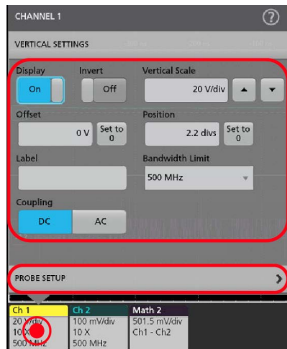 CHANNEL 1 ?
VERTICAL SETTINGS
Display Invert Vertical Scale
On Off 20 V/div
Offset Position
0 V Set to 0 2.2 divs Set to 0
Label Bandwidth Limit
500 MHz
Coupling
DC AC
PROBE SETUP
Ch 1 Ch 2 Math 2
100 mV/div 501.5 mV/div
10 X Ch1 - Ch2
500 MHz 500 MHz